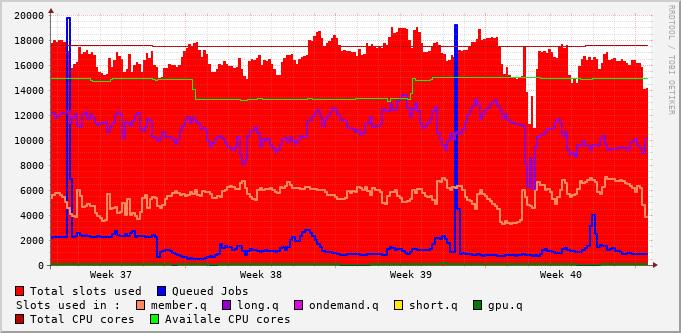 RRDTOOL / TOBI OETIKER
20000
18000
16000
14000
12000
10000
8000
6000
4000
2000
0
Week 37 Week 38 Week 39 Week 40
Total slots used Queued Jobs
Slots used in : member.q long.q ondemand.q short.q gpu.q
Total CPU cores Availale CPU cores